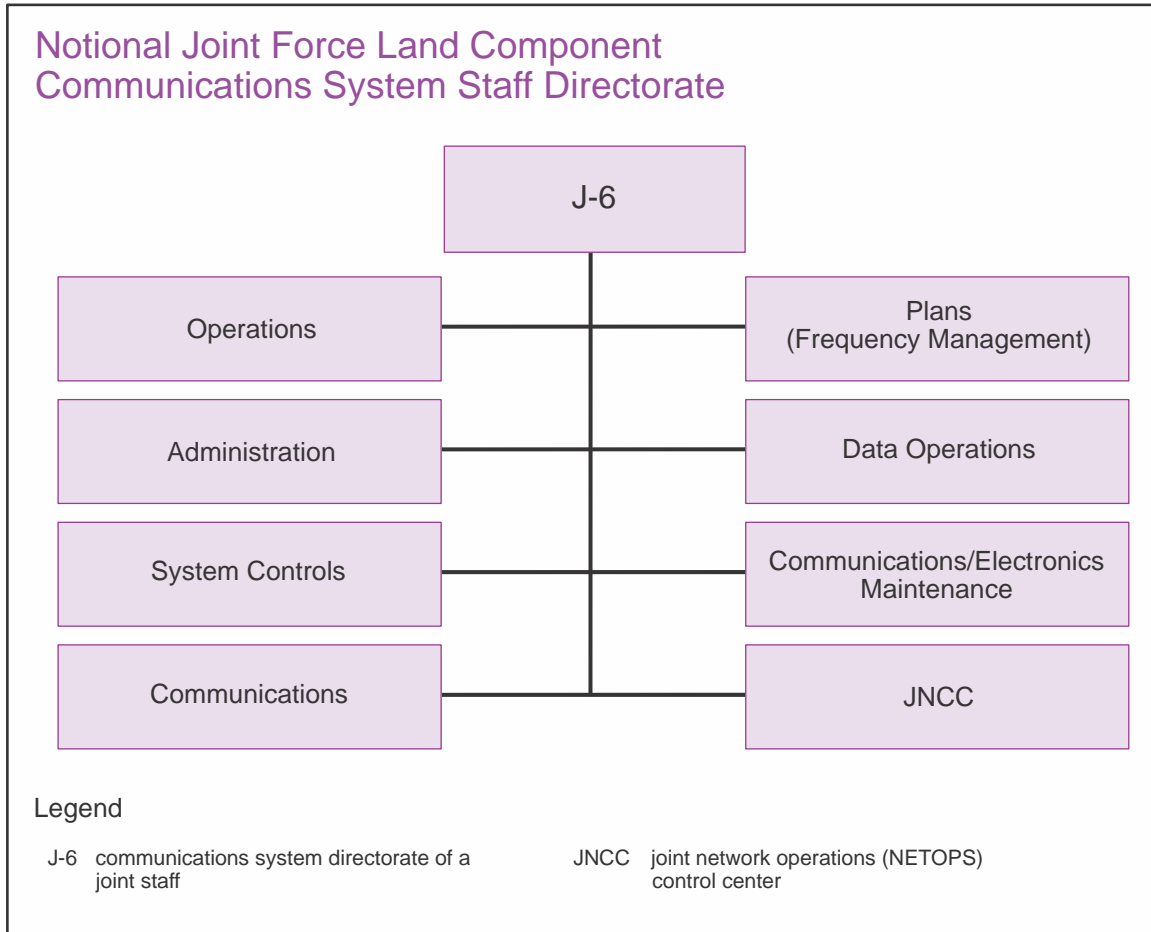 Notional Joint Force Land Component
Communications System Staff Directorate
J-6
Operations
Plans
(Frequency Management)
Administration
Data Operations
System Controls
Communications/Electronics
Maintenance
Communications
JNCC
Legend
J-6 communications system directorate of a
joint staff
JNCC joint network operations (NETOPS)
control center